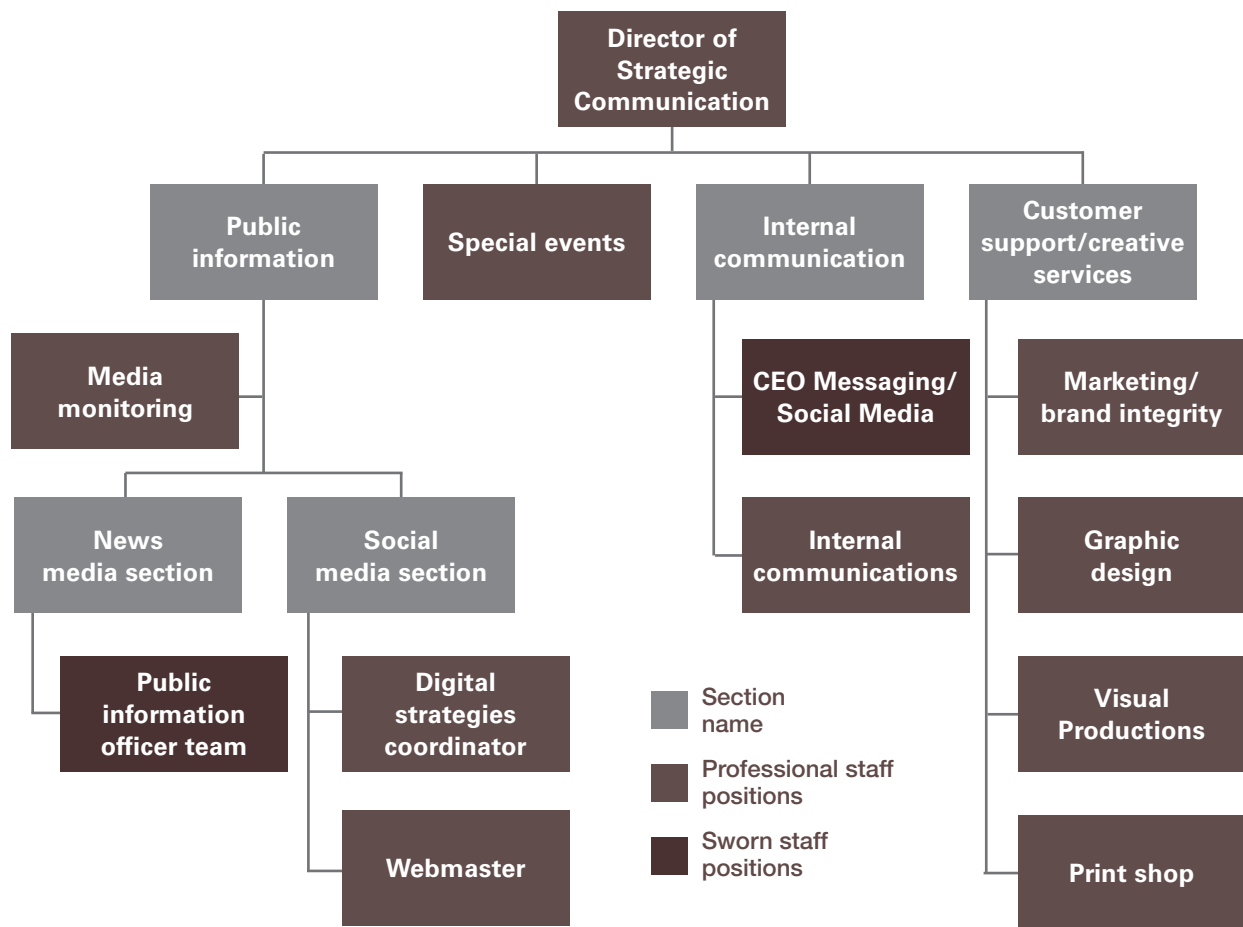 Director of
Strategic
Communication
Public
information
Special events
Internal
communication
Customer
support/creative
services
Media
monitoring
CEO Messaging/
Social Media
Marketing/
brand integrity
News
media section
Social
media section
Internal
communications
Graphic
design
Public
information
officer team
Digital
strategies
coordinator
Section
name
Professional staff
positions
Sworn staff
positions
Visual
Productions
Webmaster
Print shop